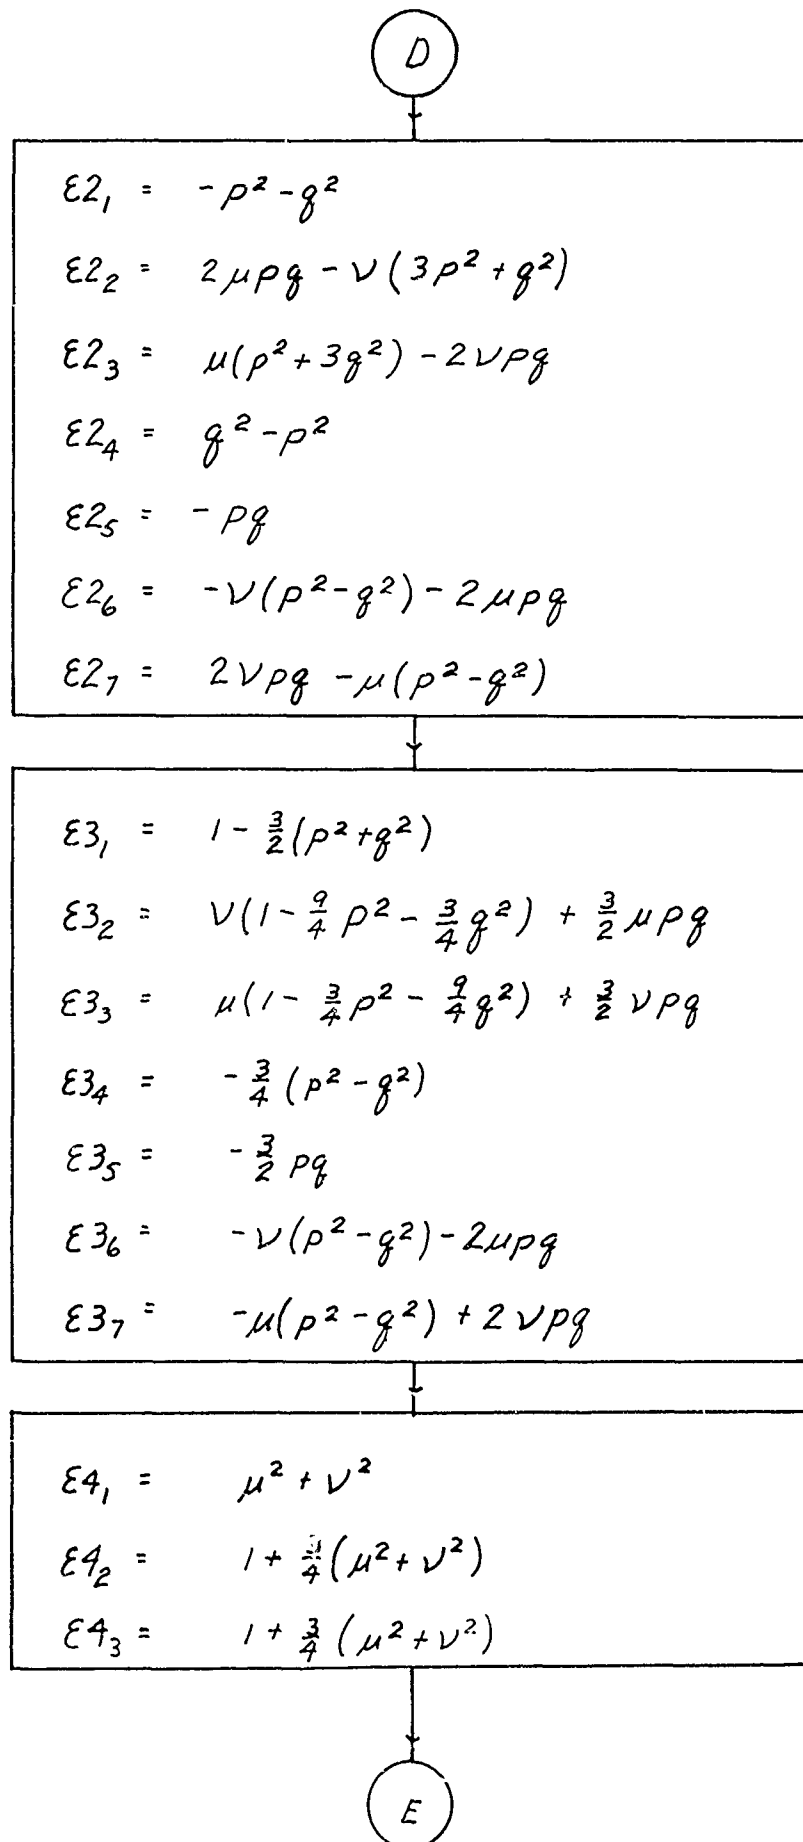 D
ε2₁ = -p² - q²
ε2₂ = 2μpq - ν(3p² + q²)
ε2₃ = μ(p² + 3q²) - 2νpq
ε2₄ = q² - p²
ε2₅ = -pq
ε2₆ = -ν(p² - q²) - 2μpq
ε2₇ = 2νpq - μ(p² - q²)
ε3₁ = 1 - 3/2(p² + q²)
ε3₂ = ν(1 - 9/4 p² - 3/4 q²) + 3/2 μpq
ε3₃ = μ(1 - 3/4 p² - 9/4 q²) + 3/2 νpq
ε3₄ = -3/4 (p² - q²)
ε3₅ = -3/2 pq
ε3₆ = -ν(p² - q²) - 2μpq
ε3₇ = -μ(p² - q²) + 2νpq
ε4₁ = μ² + ν²
ε4₂ = 1 + 3/4(μ² + ν²)
ε4₃ = 1 + 3/4 (μ² + ν²)
E